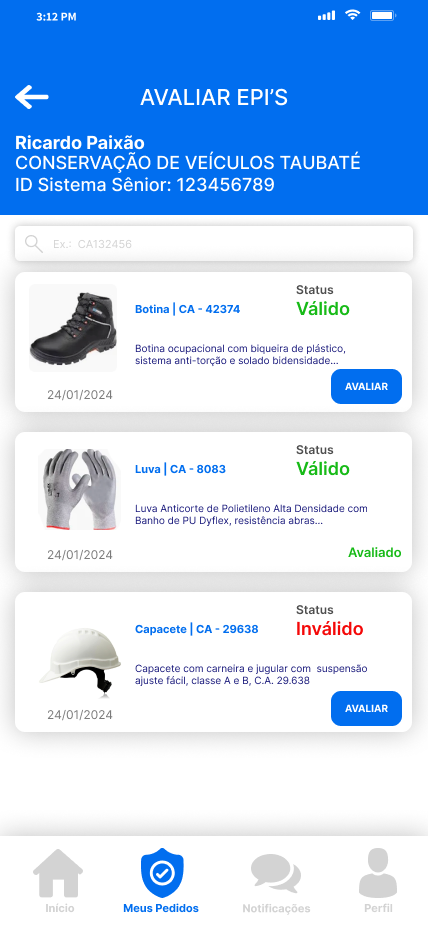 3:12 PM
AVALIAR EPI'S
Ricardo Paixão
CONSERVAÇÃO DE VEÍCULOS TAUBATÉ
ID Sistema Sênior: 123456789
Ex.: CA132456
Status
Botina | CA - 42374
Válido
Botina ocupacional com biqueira de plástico,
sistema anti-torção e solado bidensidade...
24/01/2024
AVALIAR
Status
Luva | CA - 8083
Válido
Luva Anticorte de Polietileno Alta Densidade com
Banho de PU Dyflex, resistência abras...
24/01/2024
Avaliado
Status
Capacete | CA - 29638
Inválido
Capacete com carneira e jugular com suspensão
ajuste fácil, classe A e B, C.A. 29.638
24/01/2024
AVALIAR
Início
Meus Pedidos
Notificações
Perfil